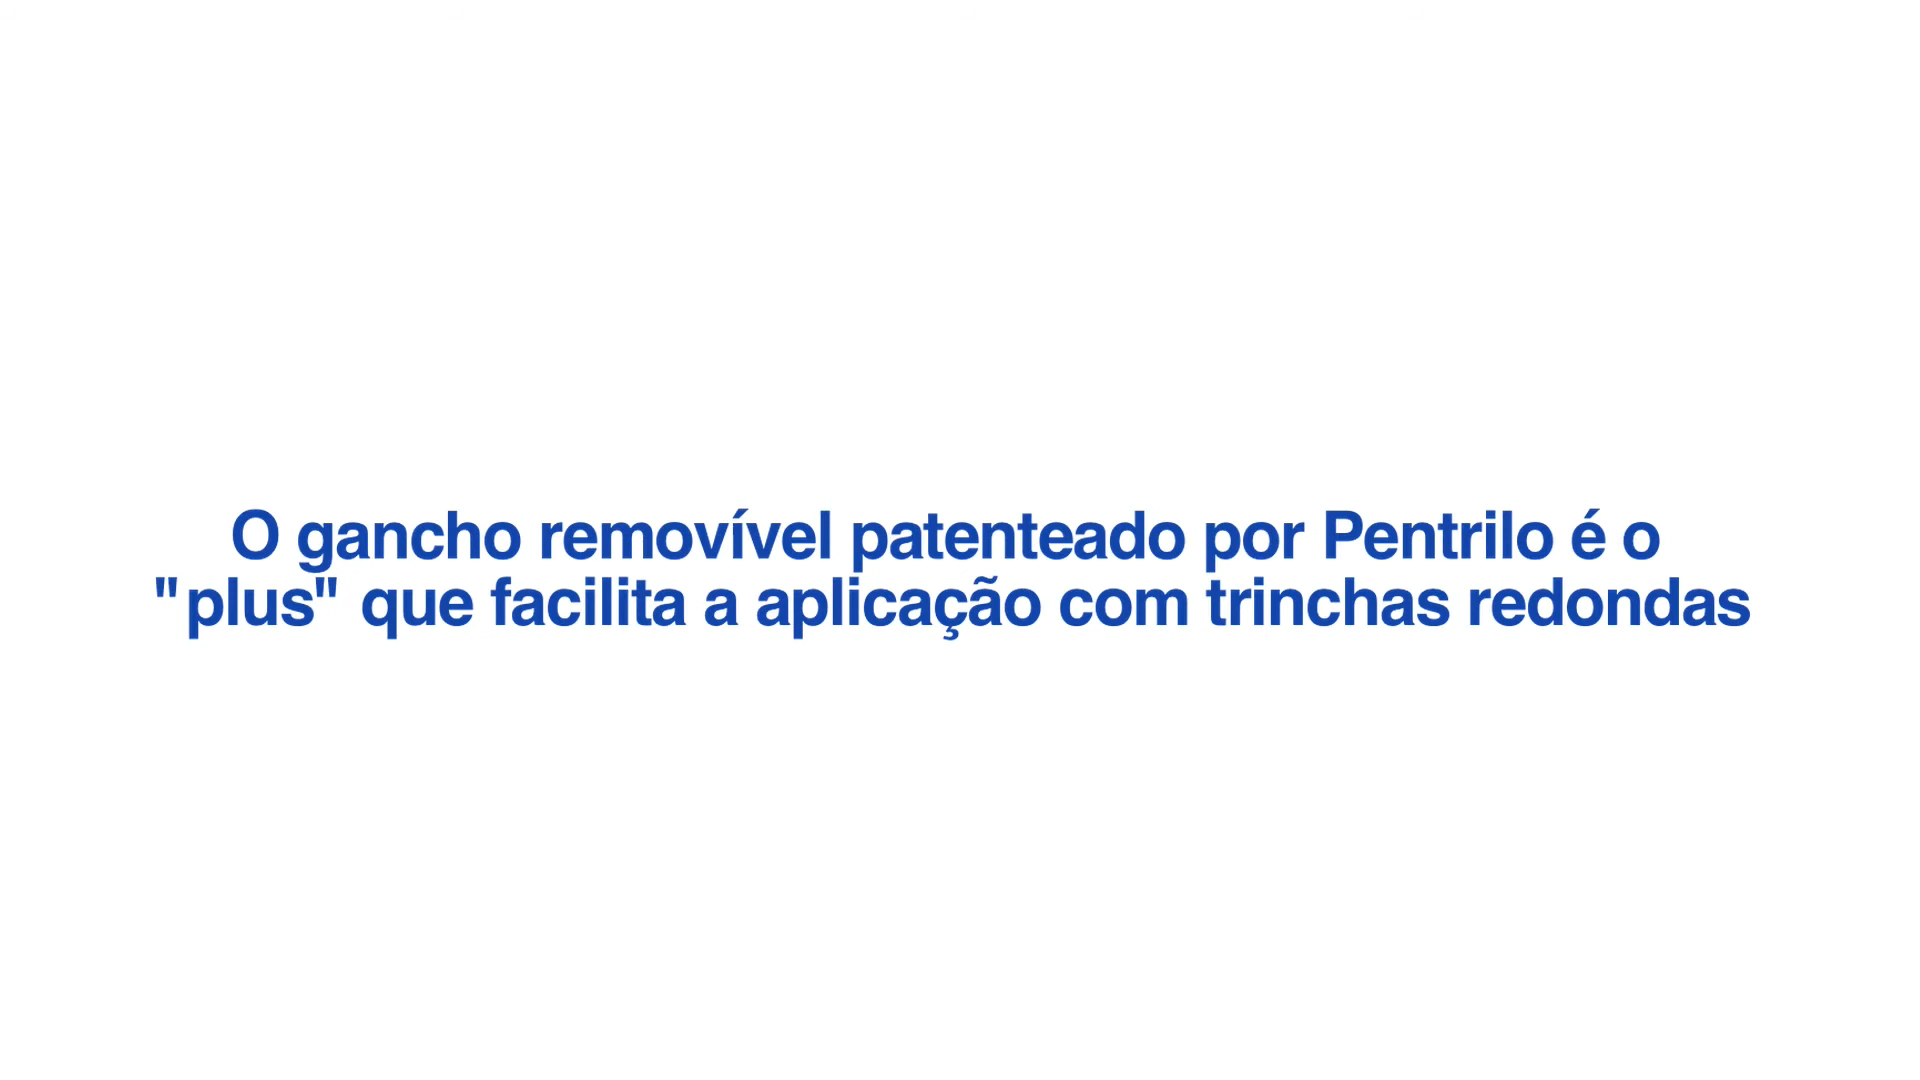 O gancho removível patenteado por Pentrilo é o
"plus" que facilita a aplicação com trinchas redondas